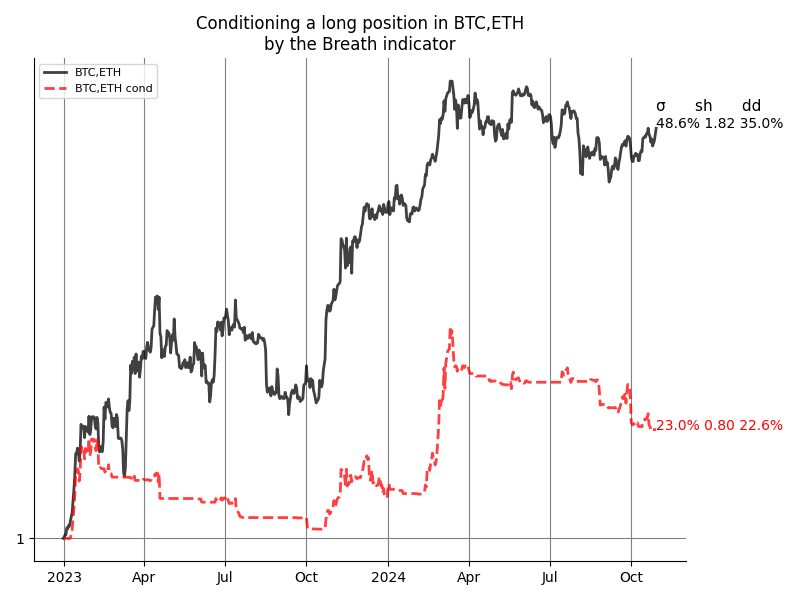 Conditioning a long position in BTC,ETH
by the Breath indicator
BTC,ETH
BTC,ETH cond
σ sh dd
48.6% 1.82 35.0%
23.0% 0.80 22.6%
1
2023 Apr Jul Oct 2024 Apr Jul Oct